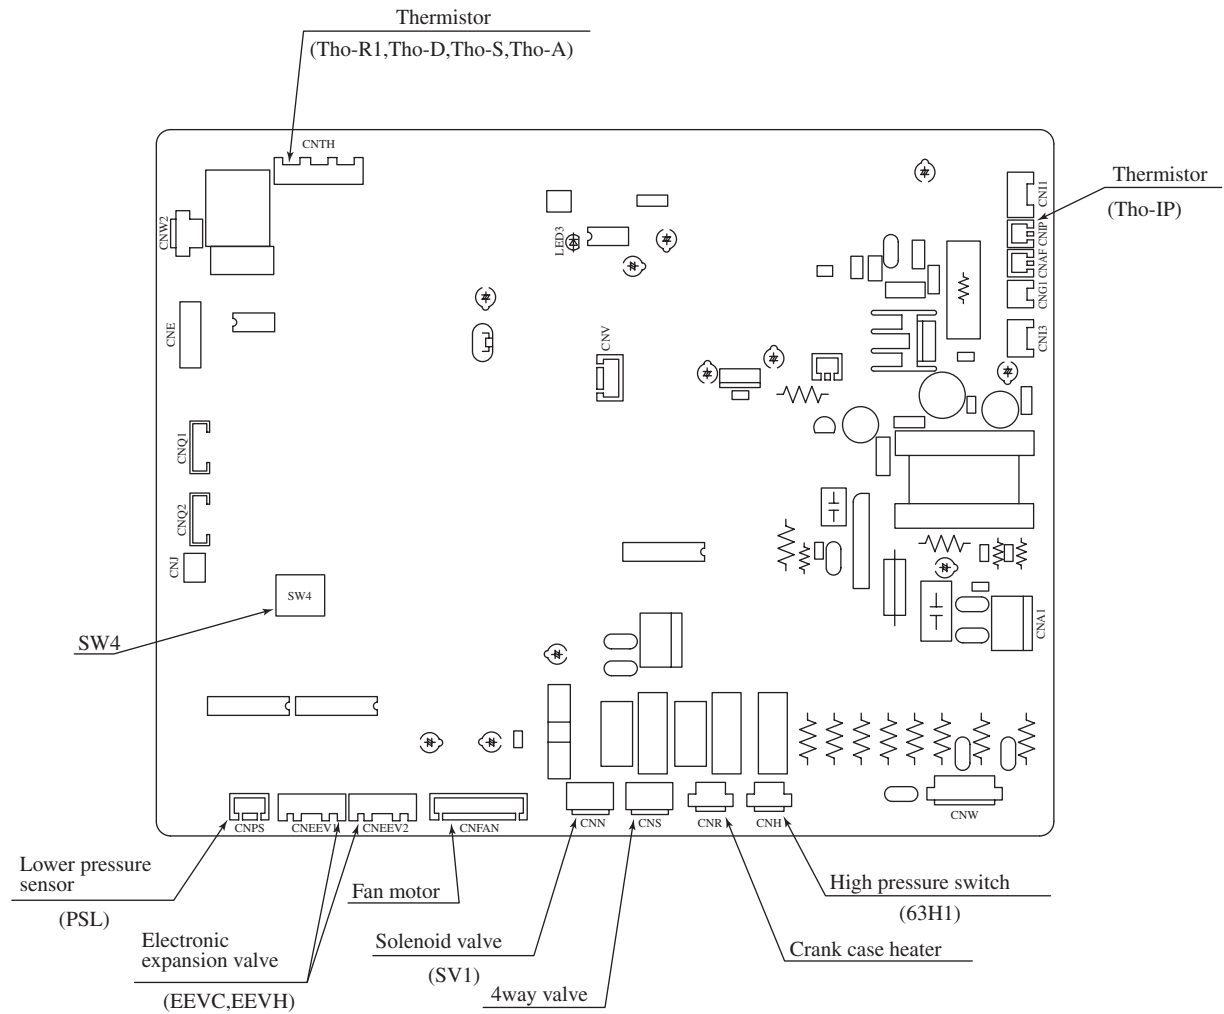 Thermistor
(Tho-R1,Tho-D,Tho-S,Tho-A)
CNTH
Thermistor
(Tho-IP)
CNI1
CNIP
CNAF
CNG1
CNI3
CNW2
LED3
CNE
CNV
CNQ1
CNQ2
CNJ
SW4
SW4
CNA1
CNPS
CNEEV1
CNEEV2
CNFAN
CNN
CNS
CNR
CNH
CNW
Lower pressure
sensor
(PSL)
Electronic
expansion valve
(EEVC,EEVH)
Fan motor
Solenoid valve
(SV1)
4way valve
Crank case heater
High pressure switch
(63H1)